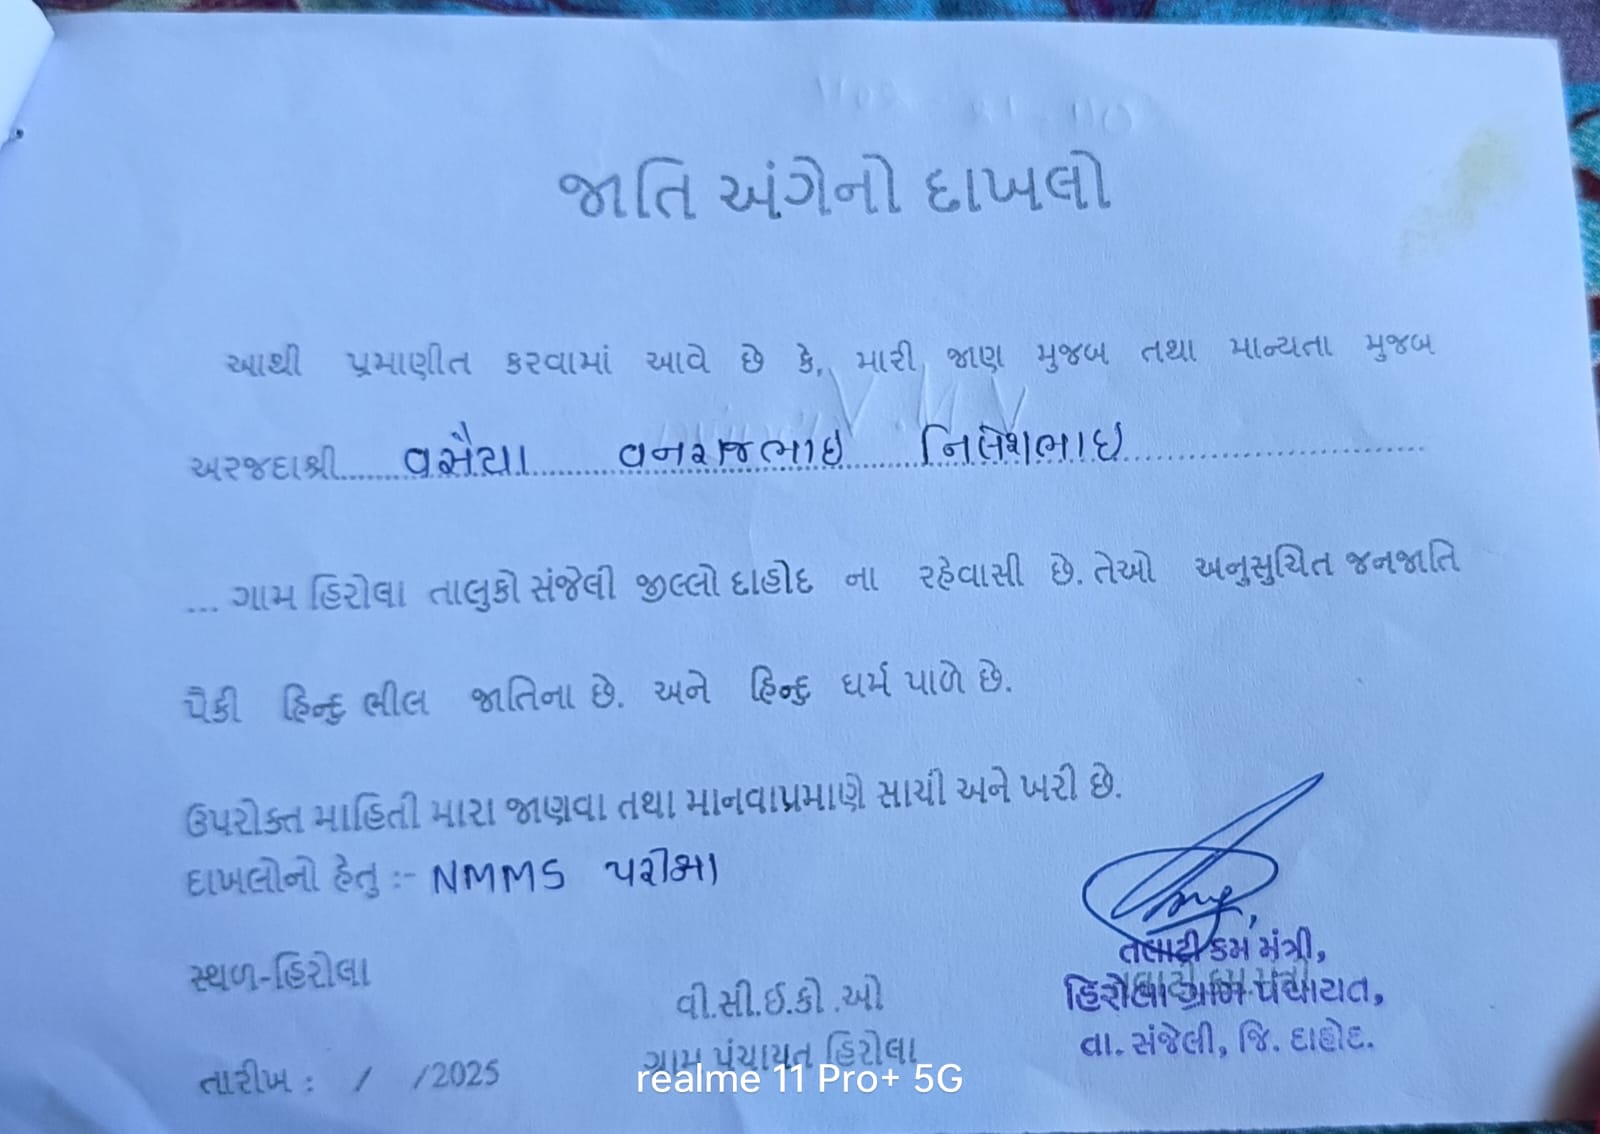 જાતિ અંગેનો દાખલો
આથી પ્રમાણીત કરવામાં આવે છે કે, મારી જાણ મુજબ તથા માન્યતા મુજબ
અરજદાશ્રી.... વસૈયા વનરાજભાઇ નિલેશભાઇ ....................
... ગામ હિરોલા તાલુકો સંજેલી જીલ્લો દાહોદ ના રહેવાસી છે. તેઓ અનુસુચિત જનજાતિ
પૈકી હિન્દુ ભીલ જાતિના છે. અને હિન્દુ ધર્મ પાળે છે.
ઉપરોક્ત માહિતી મારા જાણવા તથા માનવાપ્રમાણે સાચી અને ખરી છે.
દાખલોનો હેતુ :- NMMS પરીક્ષા
સ્થળ-હિરોલા
તારીખ : / /2025
વી.સી.ઈ.કો .ઓ
ગ્રામ પંચાયત હિરોલા
તલાટી કમ મંત્રી,
હિરોલા ગ્રામ પંચાયત,
વા. સંજેલી, જિ. દાહોદ.
realme 11 Pro+ 5G